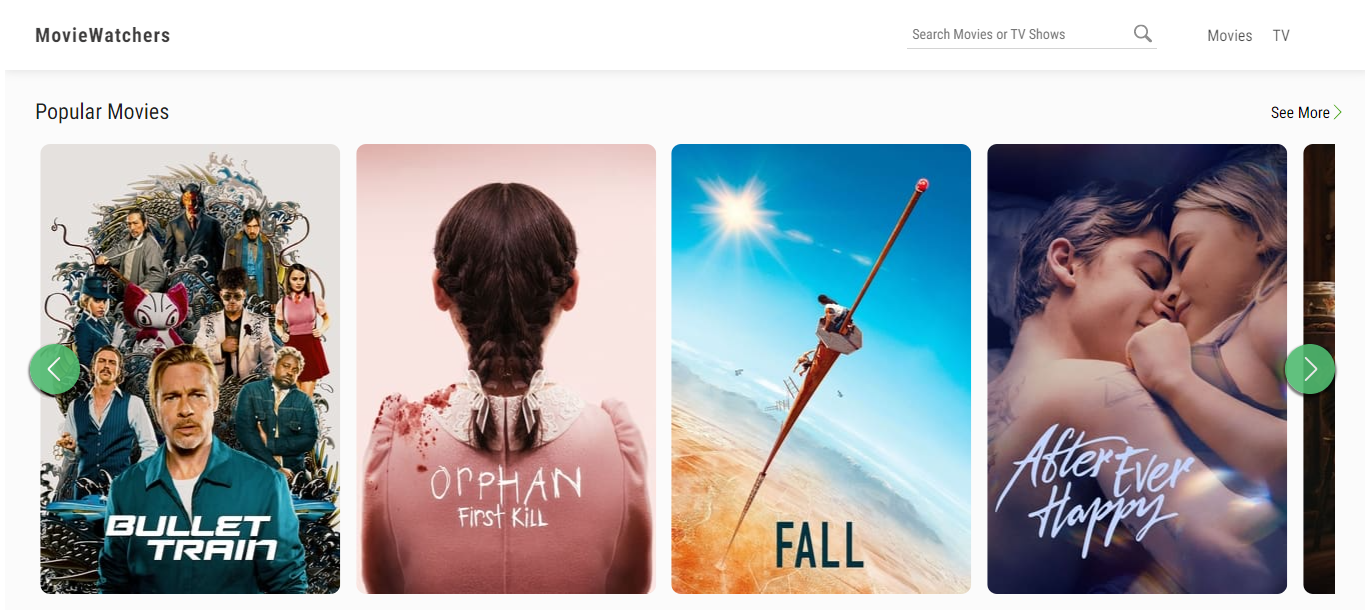 MovieWatchers
Search Movies or TV Shows
Movies
TV
Popular Movies
See More
BULLET
TRAIN
ORPHAN
First Kill
FALL
After Ever
Happy